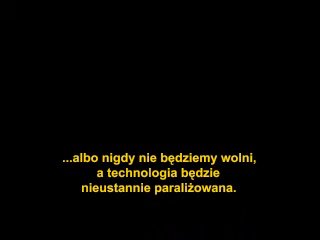 ...albo nigdy nie będziemy wolni,
a technologia będzie
nieustannie paraliżowana.